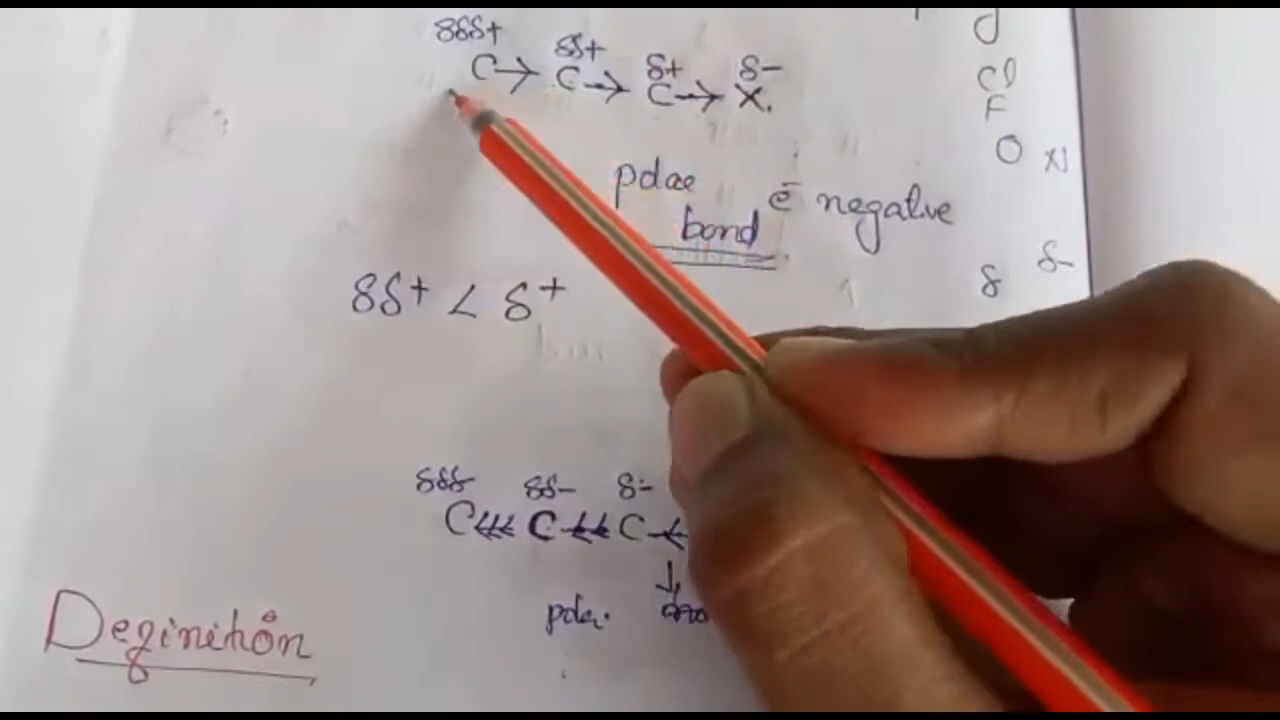 δδδ+ δδ+ δ+ δ-
C→ C→ C→ X.
Cl
F
O N
polar ē negative
bond
δ δ-
δδ+ < δ+
δδδ- δδ- δ-
C C C
polar
Definition